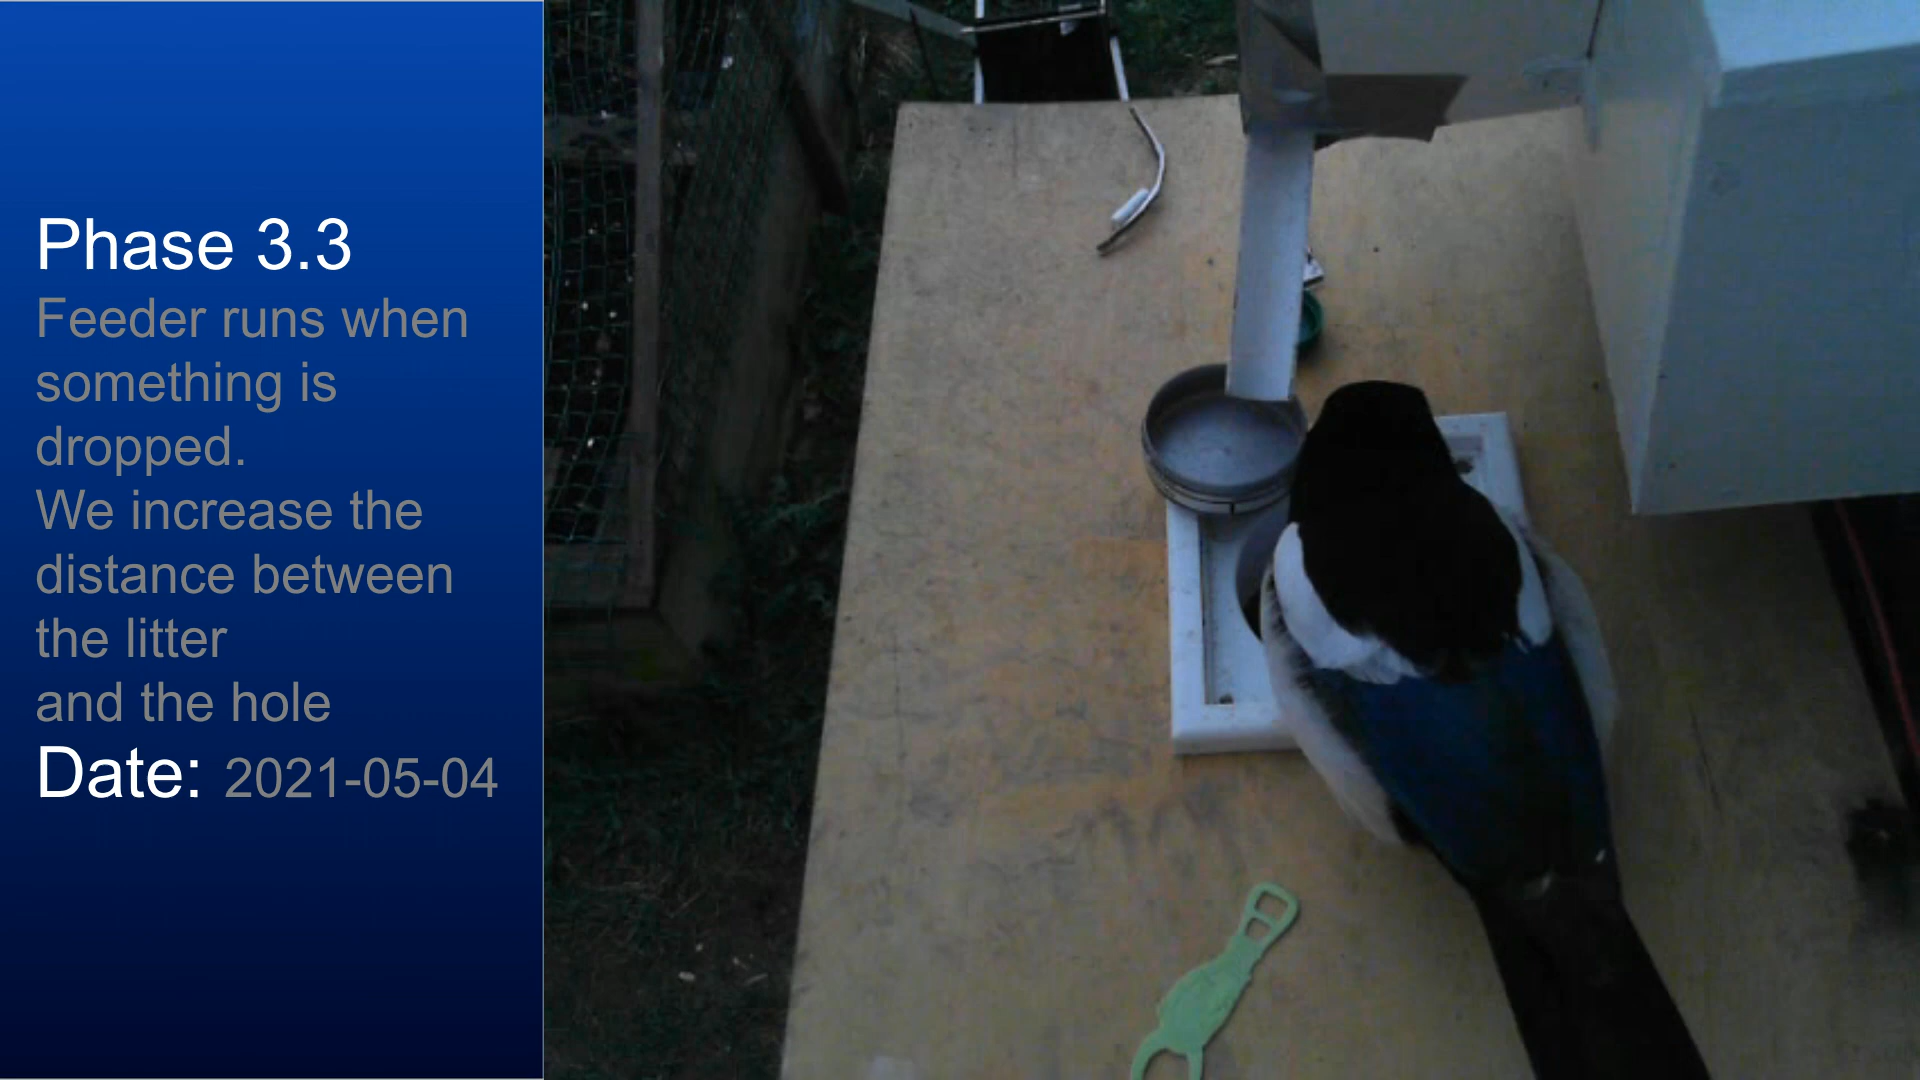 Phase 3.3
Feeder runs when
something is
dropped.
We increase the
distance between
the litter
and the hole
Date: 2021-05-04